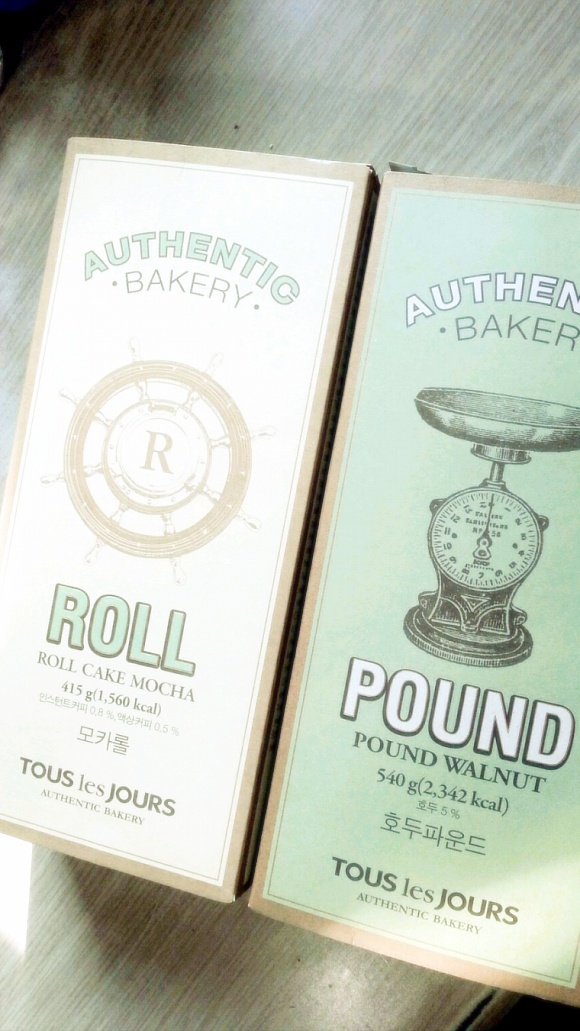 AUTHENTIC
·BAKERY·
R
ROLL
ROLL CAKE MOCHA
415 g(1,560 kcal)
인스턴트커피 0.8 %, 액상커피 0.5 %
모카롤
TOUS les JOURS
AUTHENTIC BAKERY
AUTHEN
·BAKER
POUND
POUND WALNUT
540 g(2,342 kcal)
호두 5 %
호두파운드
TOUS les JOURS
AUTHENTIC BAKERY